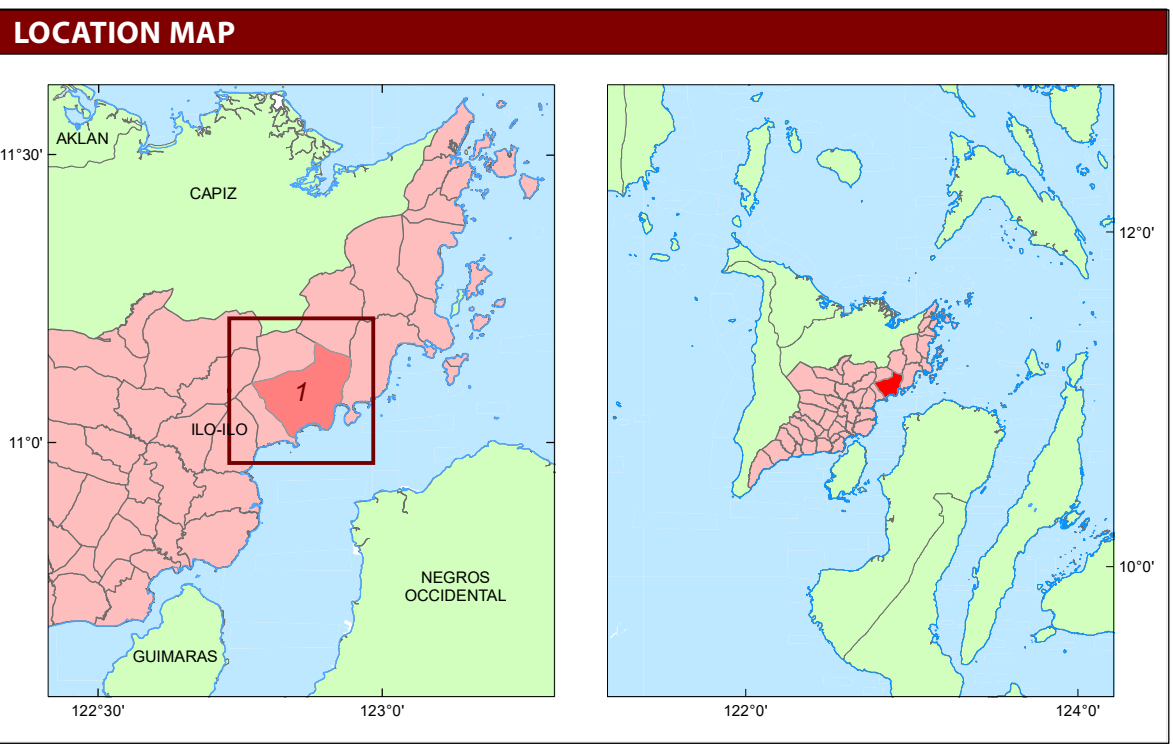 LOCATION MAP
AKLAN
11°30'
CAPIZ
1
ILO-ILO
11°0'
NEGROS
OCCIDENTAL
GUIMARAS
122°30'
123°0'
12°0'
10°0'
122°0'
124°0'